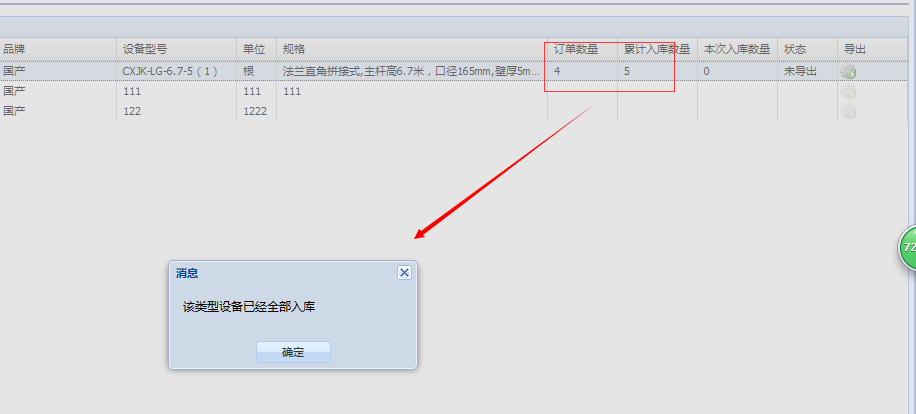 品牌 设备型号 单位 规格 订单数量 累计入库数量 本次入库数量 状态 导出
国产 CXJK-LG-6.7-5（1） 根 法兰直角拼接式,主杆高6.7米，口径165mm,壁厚5m... 4 5 0 未导出
国产 111 111 111
国产 122 1222
72
消息
该类型设备已经全部入库
确定